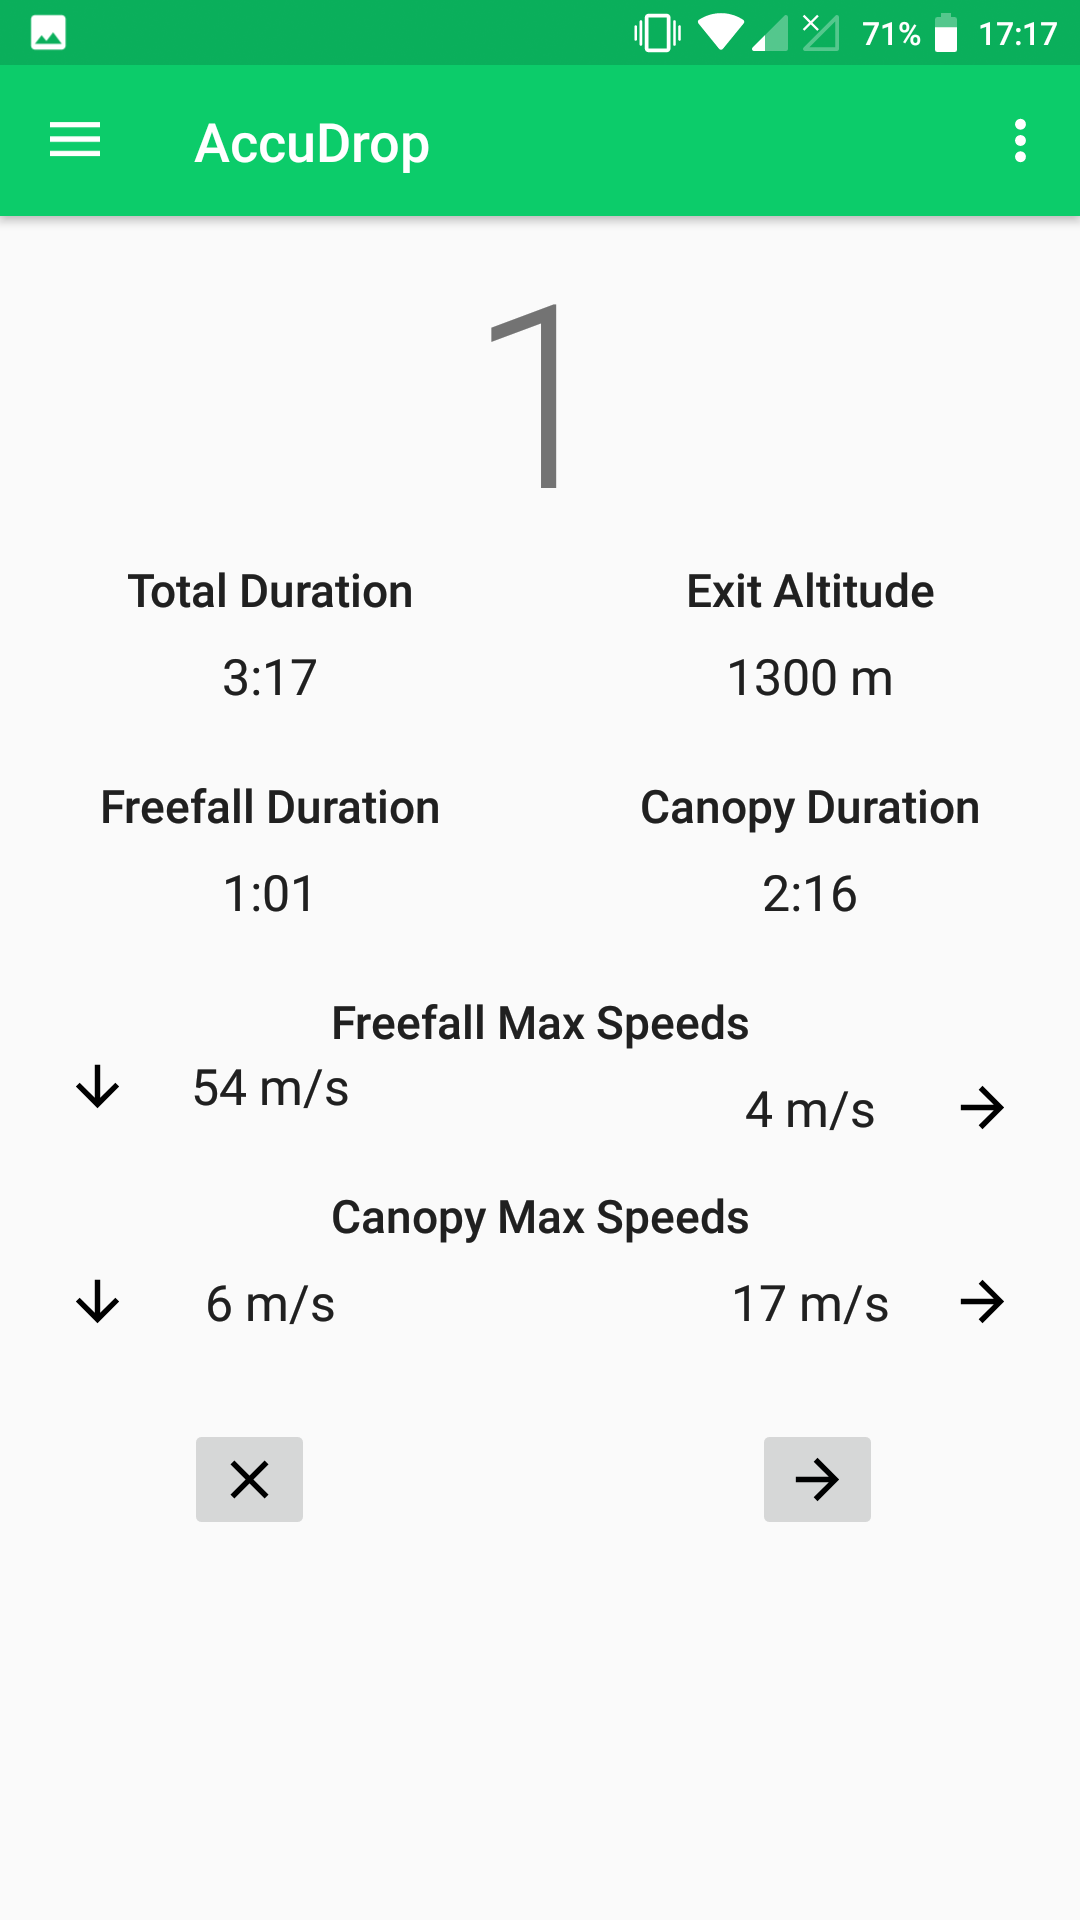 71% 17:17
AccuDrop
1
Total Duration Exit Altitude
3:17 1300 m
Freefall Duration Canopy Duration
1:01 2:16
Freefall Max Speeds
54 m/s 4 m/s
Canopy Max Speeds
6 m/s 17 m/s